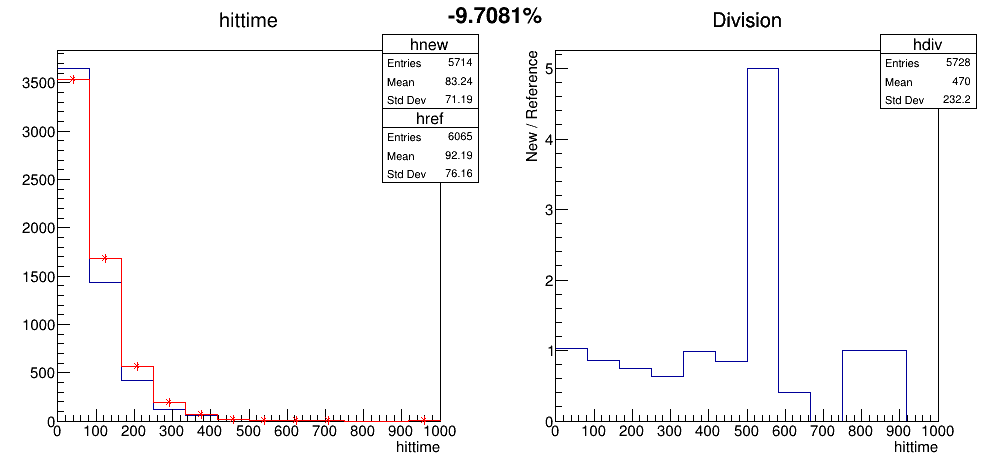 -9.7081%
hittime
hnew
Entries 5714
Mean 83.24
Std Dev 71.19
href
Entries 6065
Mean 92.19
Std Dev 76.16
3500
3000
2500
2000
1500
1000
500
0
0 100 200 300 400 500 600 700 800 900 1000
hittime
Division
hdiv
Entries 5728
Mean 470
Std Dev 232.2
New / Reference
5
4
3
2
1
0
0 100 200 300 400 500 600 700 800 900 1000
hittime